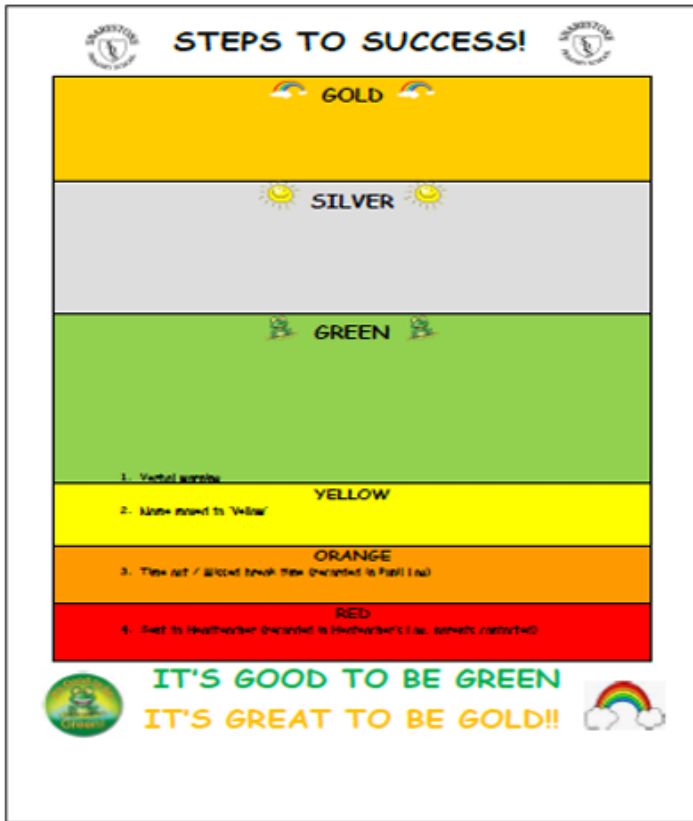 STEPS TO SUCCESS!
GOLD
SILVER
GREEN
1. Verbal warning
YELLOW
2. Name moved to 'Yellow'
ORANGE
3. Time out / Missed break time (recorded in Pupil Log)
RED
4. Sent to Headteacher (recorded in Headteacher's Log, parents contacted)
IT'S GOOD TO BE GREEN
IT'S GREAT TO BE GOLD!!